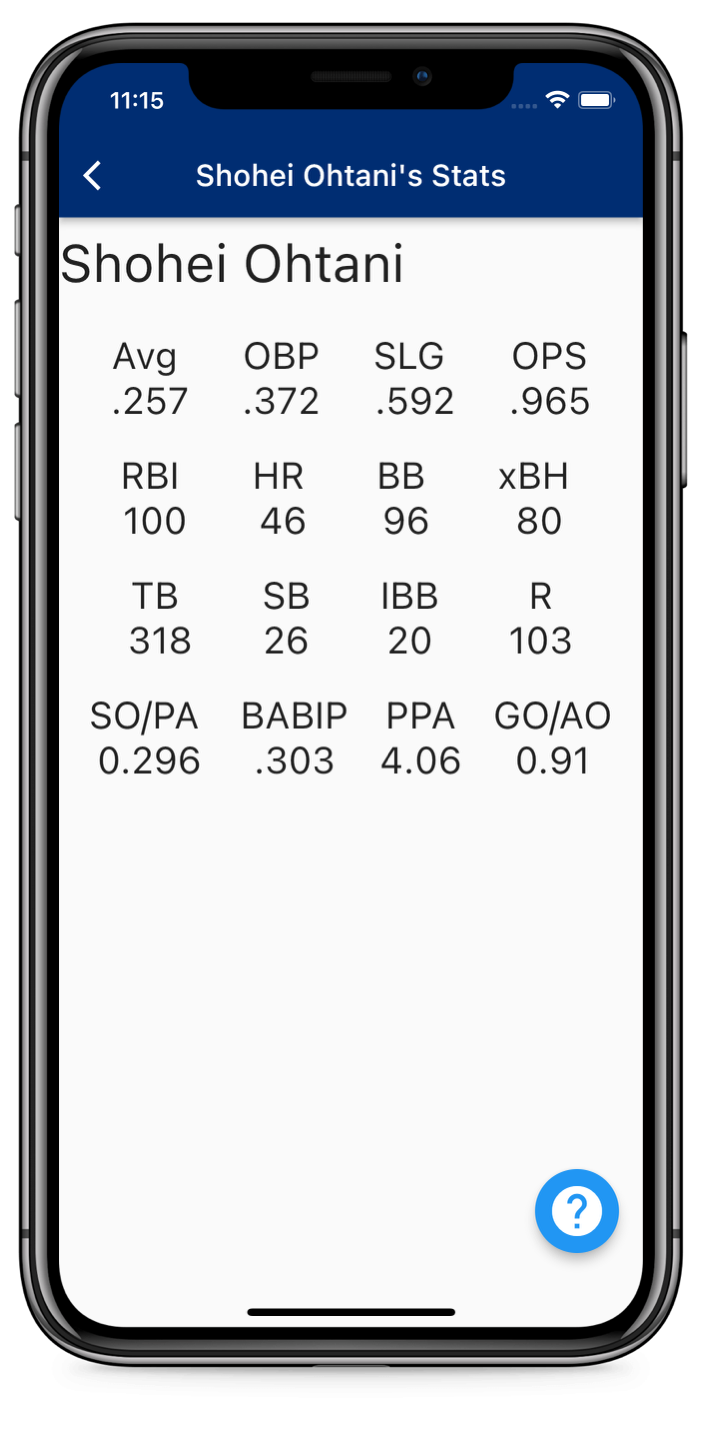 11:15
Shohei Ohtani's Stats
Shohei Ohtani
Avg OBP SLG OPS
.257 .372 .592 .965
RBI HR BB xBH
100 46 96 80
TB SB IBB R
318 26 20 103
SO/PA BABIP PPA GO/AO
0.296 .303 4.06 0.91
?